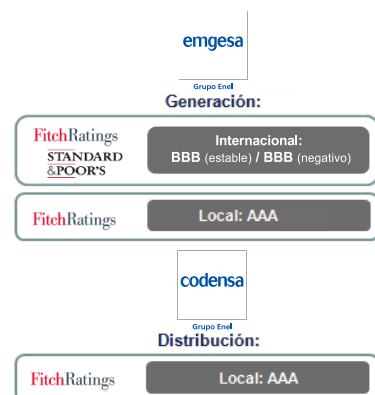 emgesa
Grupo Enel
Generación:
FitchRatings
STANDARD
&POOR'S
Internacional:
BBB (estable) / BBB (negativo)
FitchRatings
Local: AAA
codensa
Grupo Enel
Distribución:
FitchRatings
Local: AAA